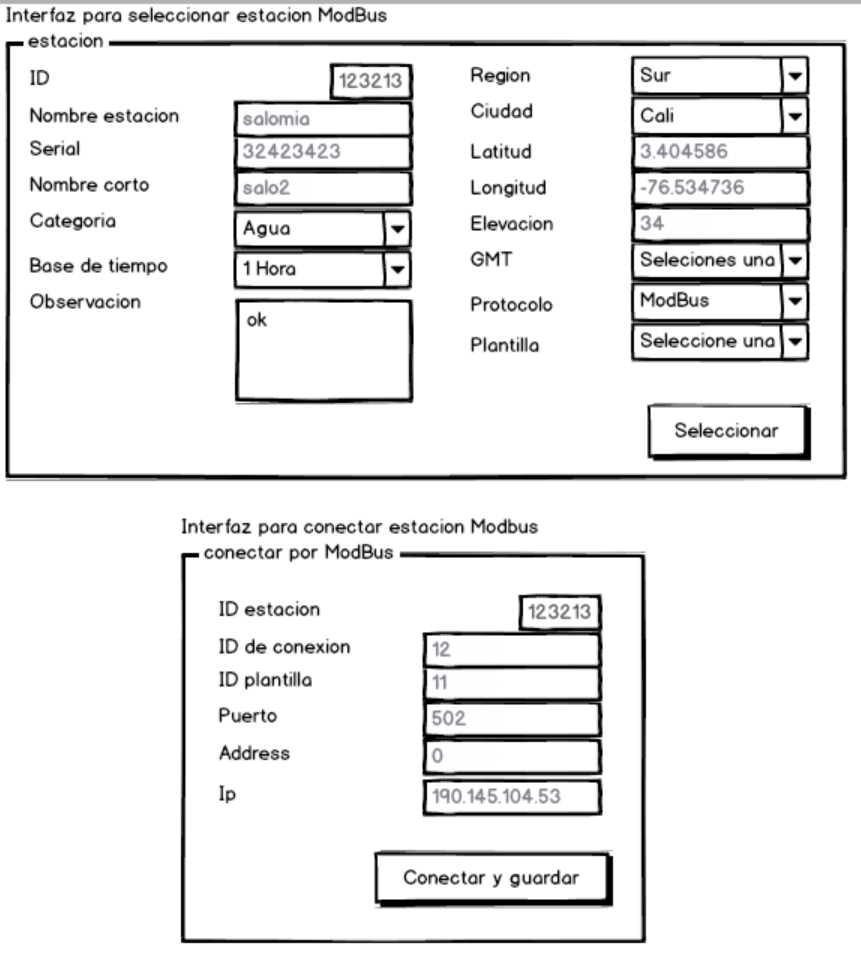 Interfaz para seleccionar estacion ModBus
estacion
ID 123213
Nombre estacion salomia
Serial 32423423
Nombre corto salo2
Categoria Agua
Base de tiempo 1 Hora
Observacion ok
Region Sur
Ciudad Cali
Latitud 3.404586
Longitud -76.534736
Elevacion 34
GMT Seleciones una
Protocolo ModBus
Plantilla Seleccione una
Seleccionar
Interfaz para conectar estacion Modbus
conectar por ModBus
ID estacion 123213
ID de conexion 12
ID plantilla 11
Puerto 502
Address 0
Ip 190.145.104.53
Conectar y guardar